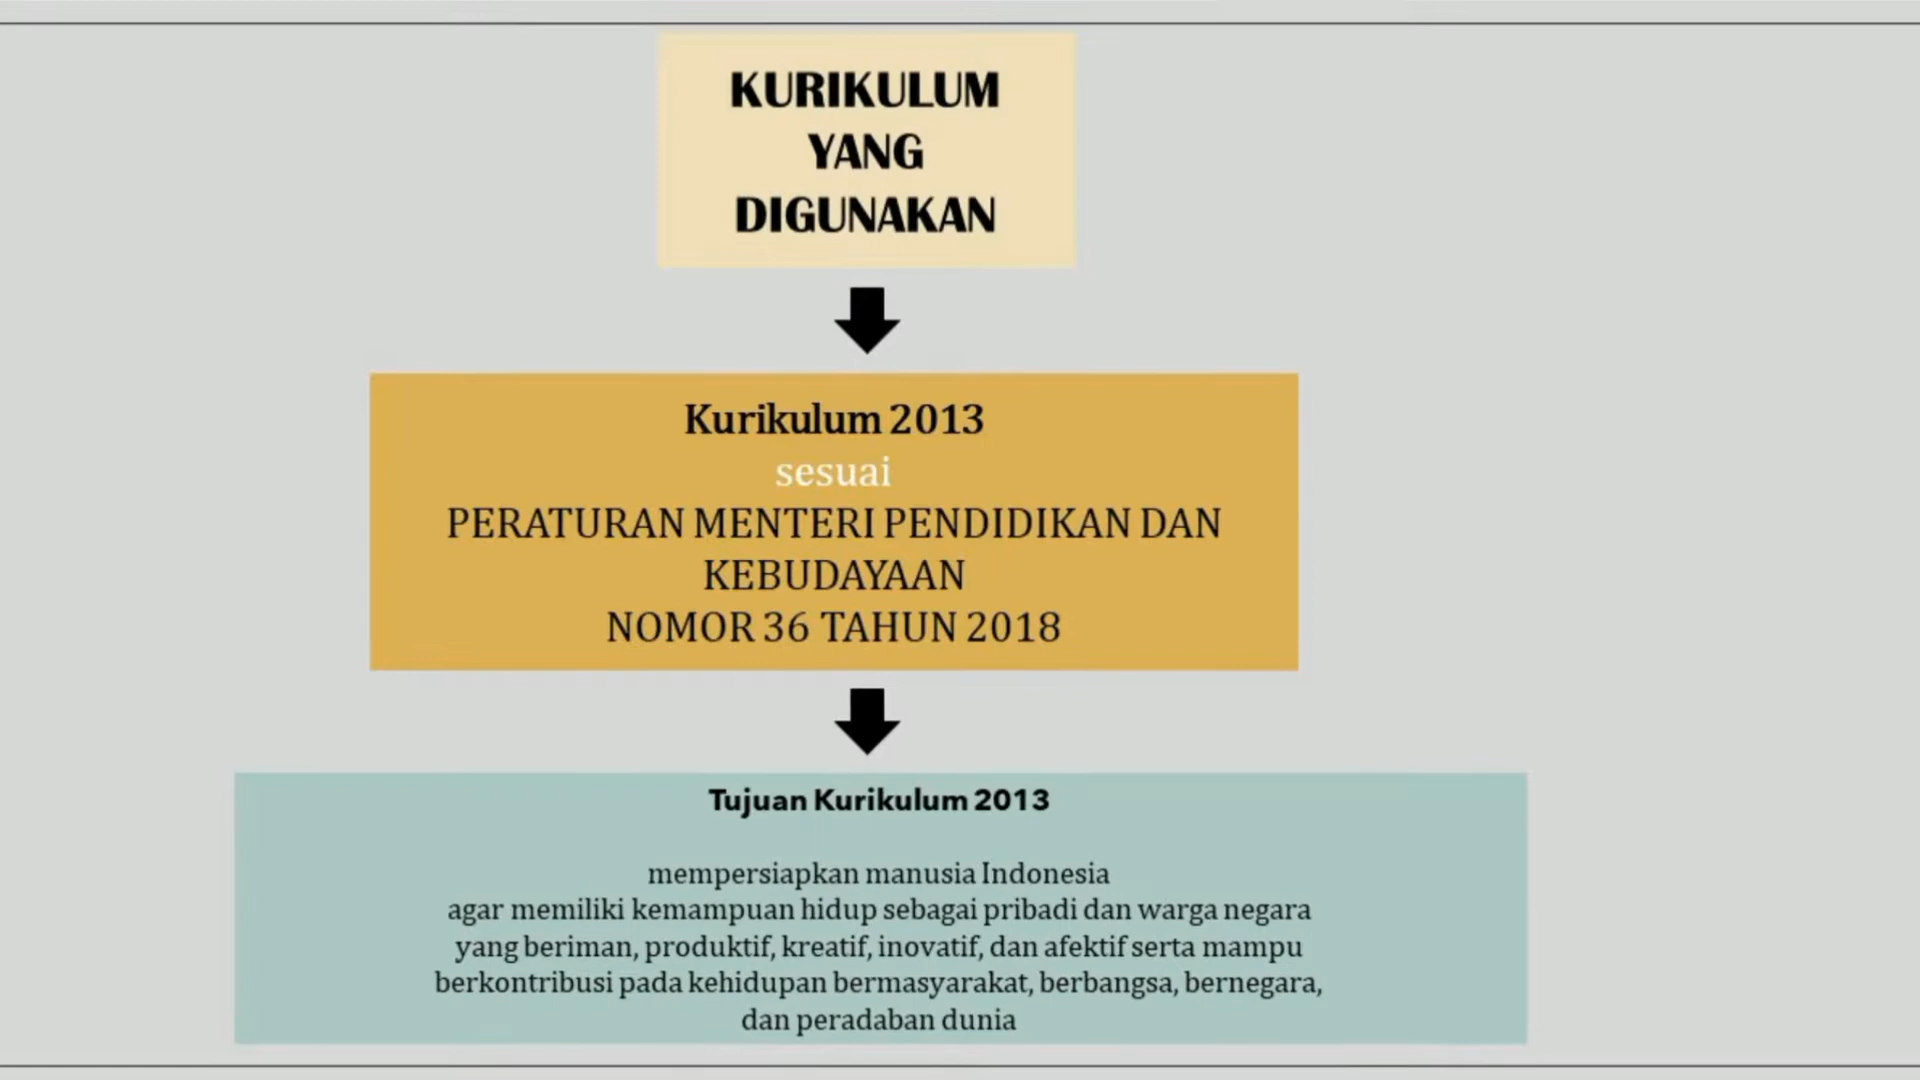 KURIKULUM
YANG
DIGUNAKAN
Kurikulum 2013
sesuai
PERATURAN MENTERI PENDIDIKAN DAN
KEBUDAYAAN
NOMOR 36 TAHUN 2018
Tujuan Kurikulum 2013
mempersiapkan manusia Indonesia
agar memiliki kemampuan hidup sebagai pribadi dan warga negara
yang beriman, produktif, kreatif, inovatif, dan afektif serta mampu
berkontribusi pada kehidupan bermasyarakat, berbangsa, bernegara,
dan peradaban dunia